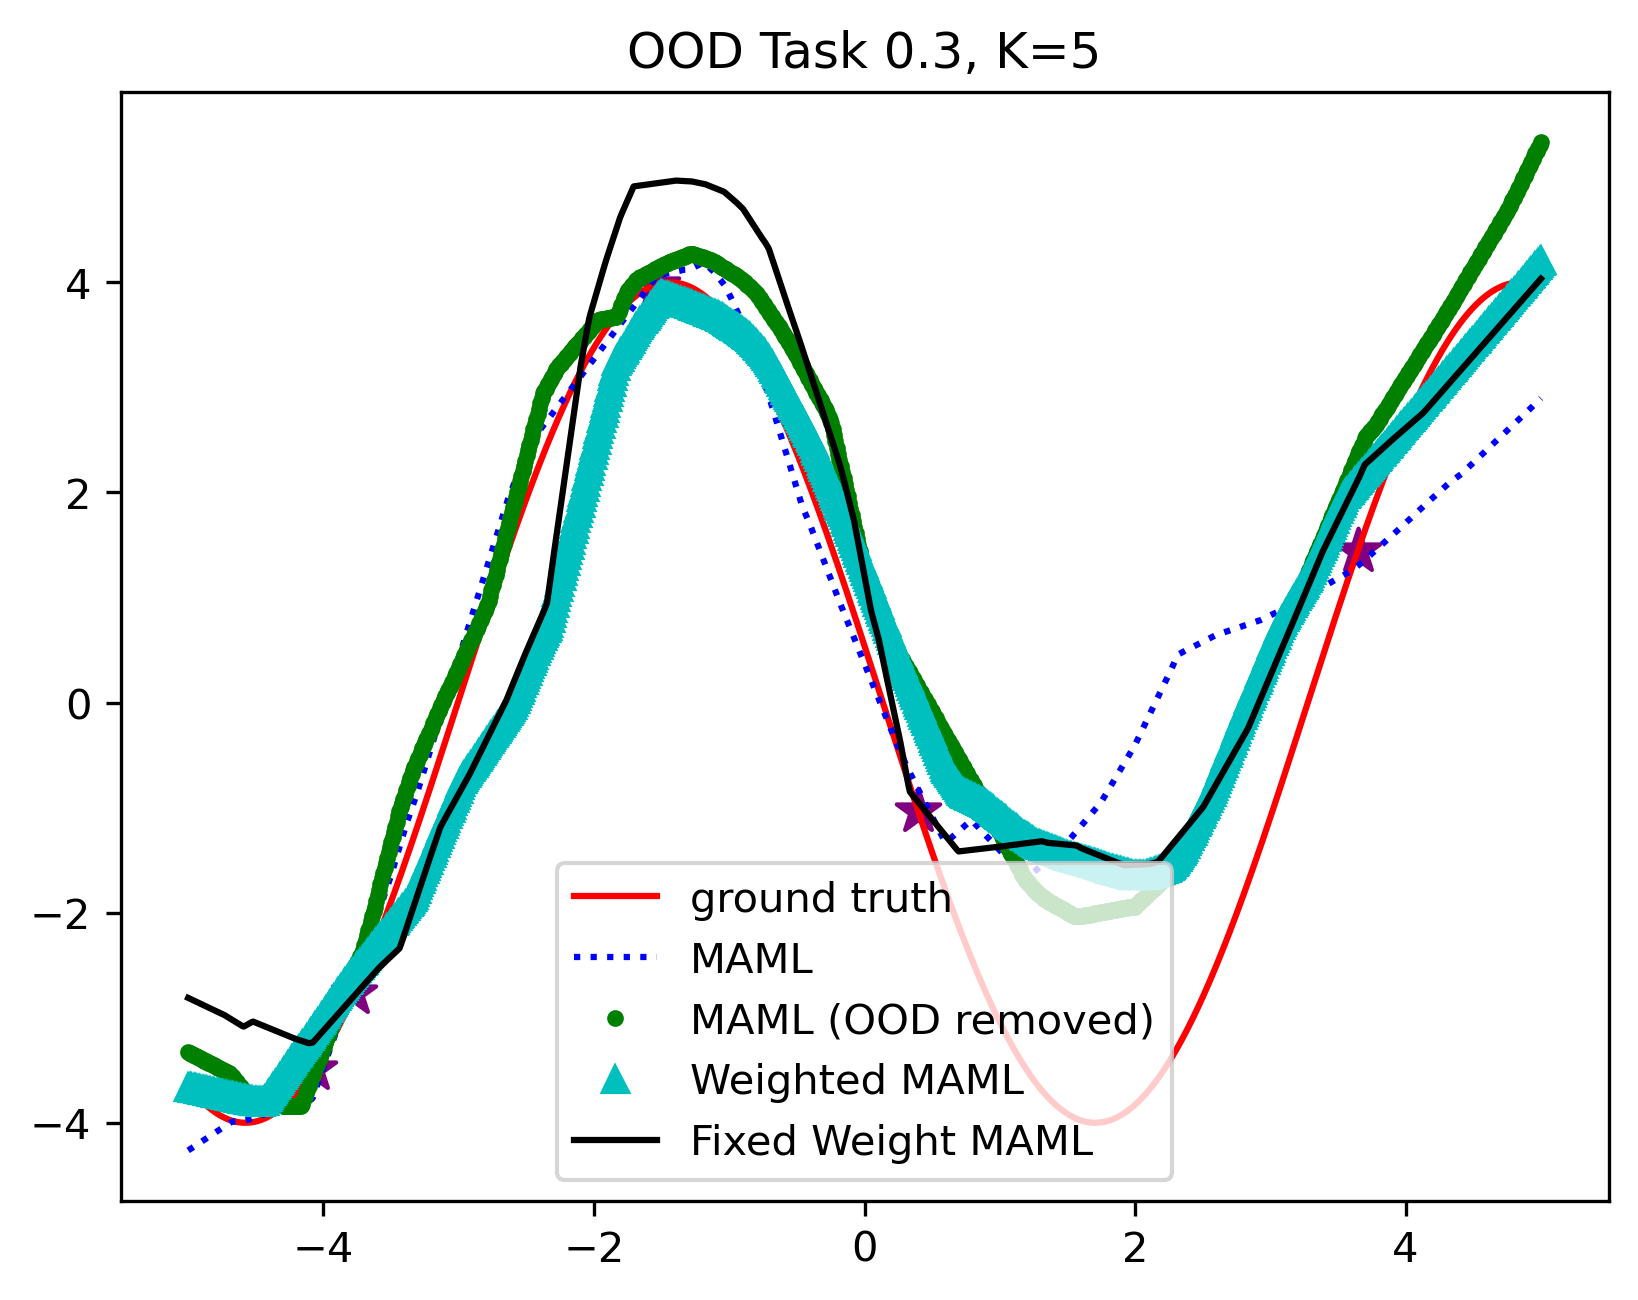 OOD Task 0.3, K=5
4
2
0
−2
−4
ground truth
MAML
MAML (OOD removed)
Weighted MAML
Fixed Weight MAML
−4 −2 0 2 4